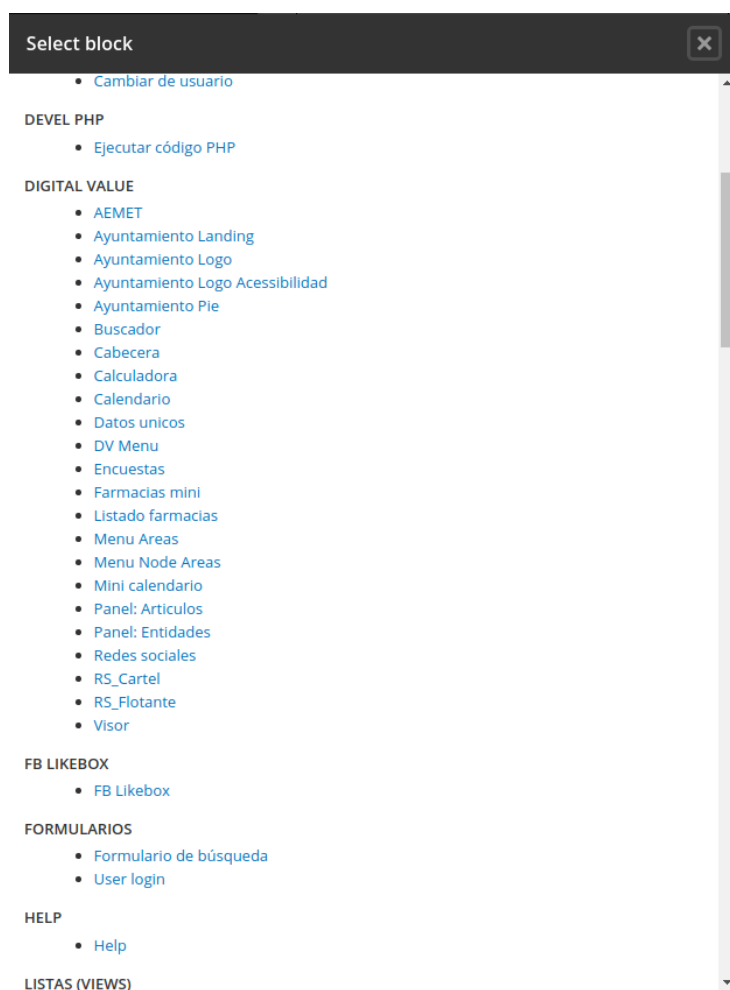 Select block
Cambiar de usuario
DEVEL PHP
Ejecutar código PHP
DIGITAL VALUE
AEMET
Ayuntamiento Landing
Ayuntamiento Logo
Ayuntamiento Logo Acessibilidad
Ayuntamiento Pie
Buscador
Cabecera
Calculadora
Calendario
Datos unicos
DV Menu
Encuestas
Farmacias mini
Listado farmacias
Menu Areas
Menu Node Areas
Mini calendario
Panel: Articulos
Panel: Entidades
Redes sociales
RS_Cartel
RS_Flotante
Visor
FB LIKEBOX
FB Likebox
FORMULARIOS
Formulario de búsqueda
User login
HELP
Help
LISTAS (VIEWS)